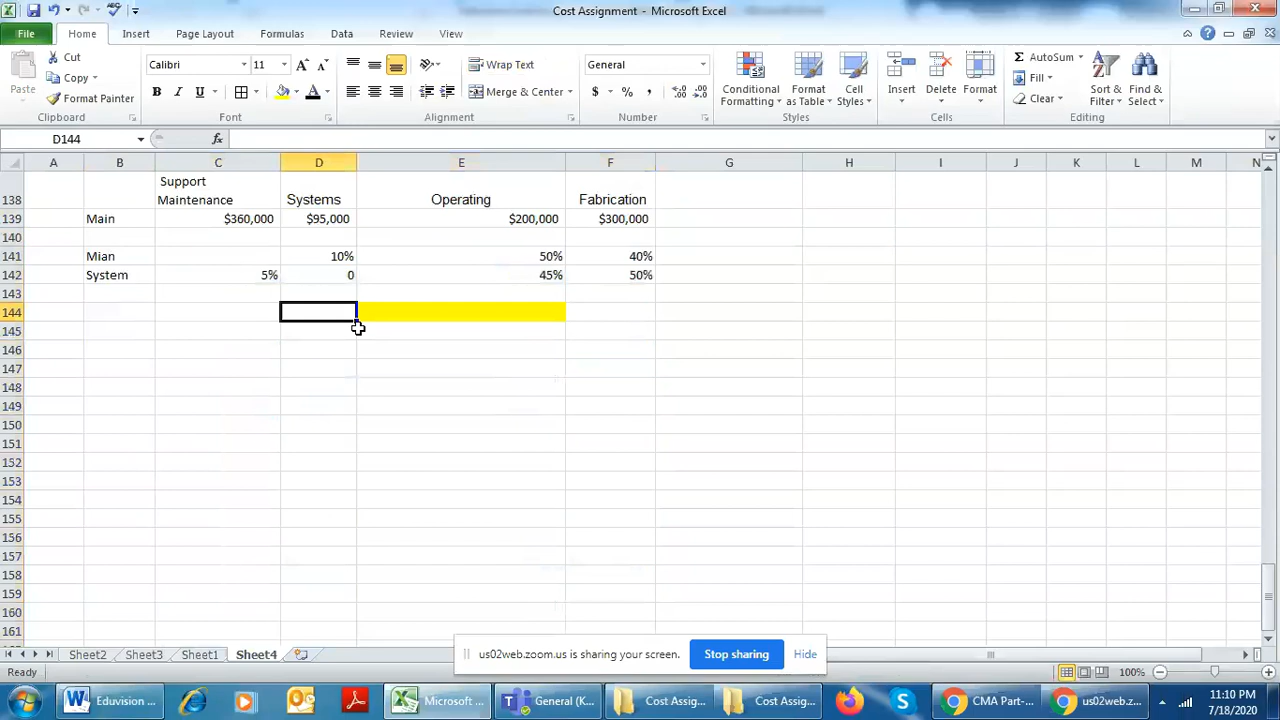 Cost Assignment - Microsoft Excel
File Home Insert Page Layout Formulas Data Review View
Paste
Cut
Copy
Format Painter
Clipboard
Calibri 11
B I U
Font
Wrap Text
Merge & Center
Alignment
General
$ % ,
Number
Conditional Formatting
Format as Table
Cell Styles
Styles
Insert Delete Format
Cells
AutoSum
Fill
Clear
Sort & Filter
Find & Select
Editing
D144 fx
A B C D E F G H I J K L M N
138 Support Maintenance Systems Operating Fabrication
139 Main $360,000 $95,000 $200,000 $300,000
140
141 Mian 10% 50% 40%
142 System 5% 0 45% 50%
143
144
145
146
147
148
149
150
151
152
153
154
155
156
157
158
159
160
161
us02web.zoom.us is sharing your screen. Stop sharing Hide
Sheet2 Sheet3 Sheet1 Sheet4
Ready 100%
Eduvision Microsoft ... General (K... Cost Assign... Cost Assign... CMA Part-... us02web.z...
11:10 PM
7/18/2020